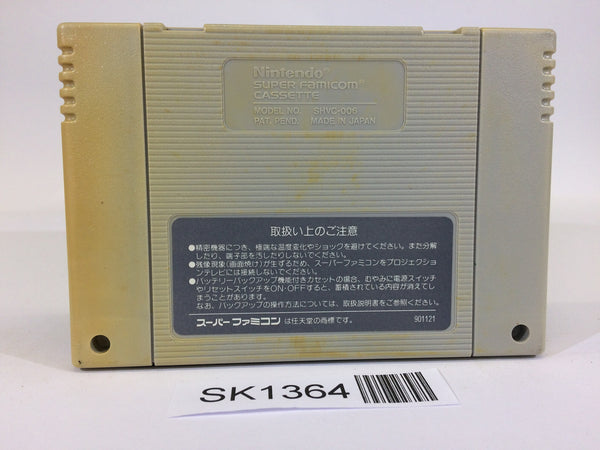 Nintendo®
SUPER FAMICOM®
CASSETTE
MODEL NO. SHVC-006
PAT. PEND. MADE IN JAPAN
取扱い上のご注意
●精密機器につき、極端な温度変化やショックを避けてください。また分解
したり、端子部を汚したりしないでください。
●残像現象(画面焼け)が生ずるため、スーパーファミコンをプロジェクショ
ンテレビには接続しないでください。
●バッテリーバックアップ機能付きカセットの場合、むやみに電源スイッチ
やリセットスイッチをON・OFFすると、蓄積されている内容が消えてし
まうことがあります。
なお、バックアップの操作方法については、取扱説明書をご参照ください。
スーパーファミコン は任天堂の商標です。 901121
SK1364